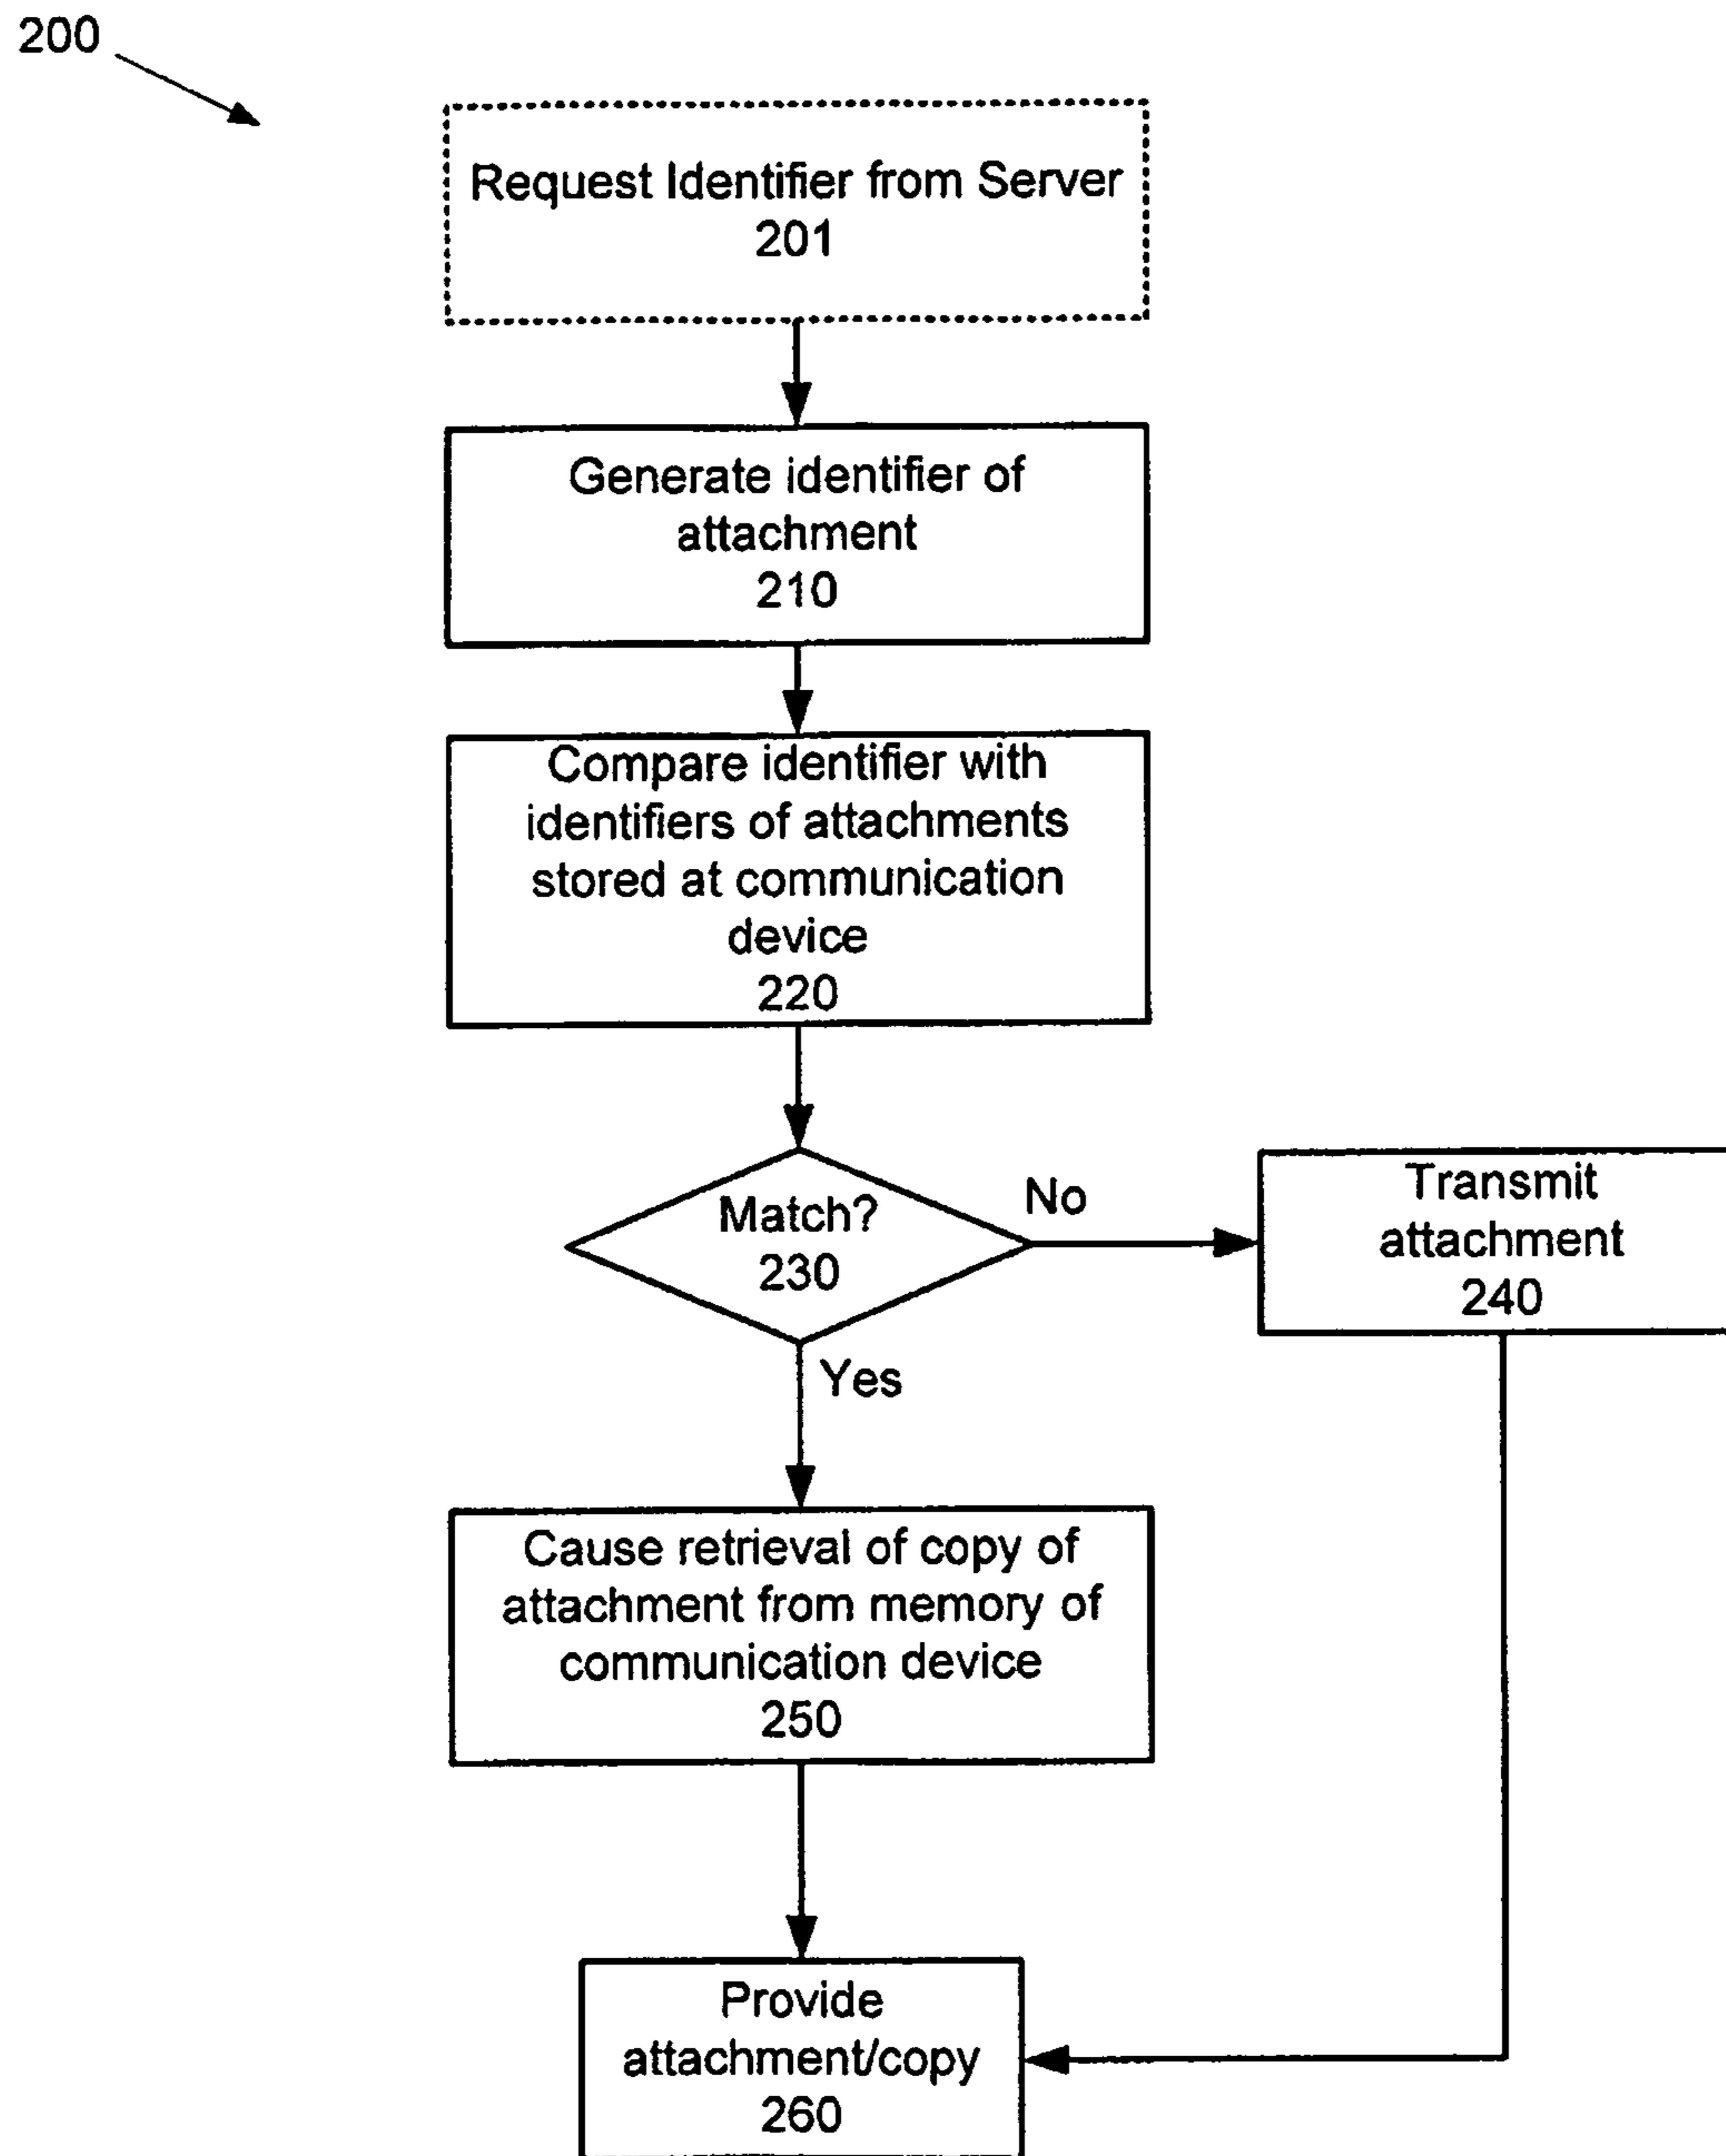 200
Request Identifier from Server
201
Generate identifier of
attachment
210
Compare identifier with
identifiers of attachments
stored at communication
device
220
Match?
230
No
Transmit
attachment
240
Yes
Cause retrieval of copy of
attachment from memory of
communication device
250
Provide
attachment/copy
260